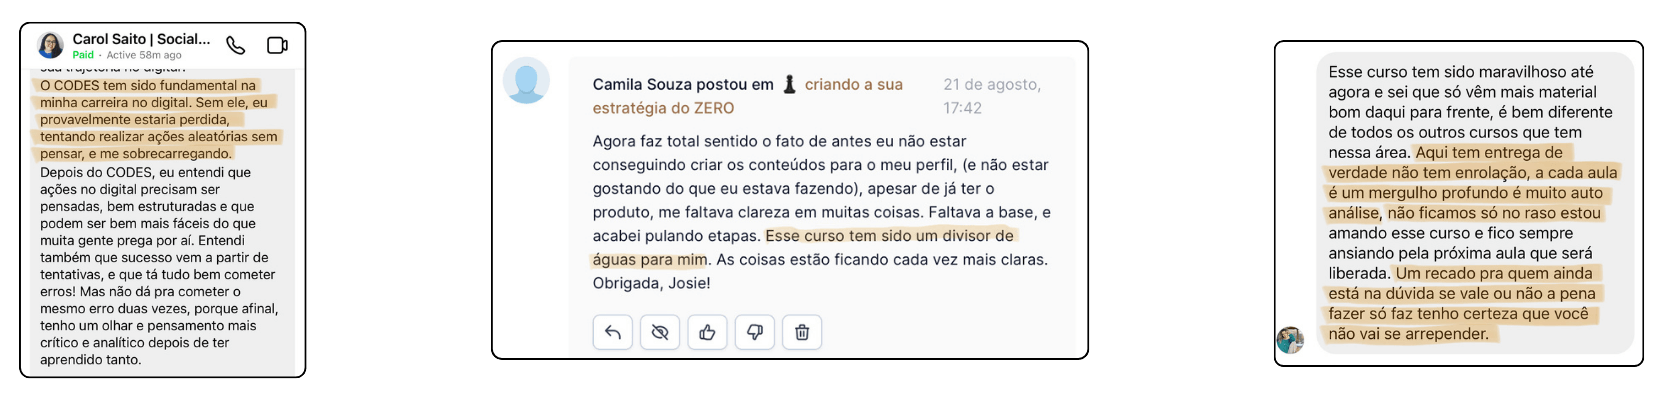 Carol Saito | Social...
Paid · Active 58m ago
sua trajetória no digital.
O CODES tem sido fundamental na
minha carreira no digital. Sem ele, eu
provavelmente estaria perdida,
tentando realizar ações aleatórias sem
pensar, e me sobrecarregando.
Depois do CODES, eu entendi que
ações no digital precisam ser
pensadas, bem estruturadas e que
podem ser bem mais fáceis do que
muita gente prega por aí. Entendi
também que sucesso vem a partir de
tentativas, e que tá tudo bem cometer
erros! Mas não dá pra cometer o
mesmo erro duas vezes, porque afinal,
tenho um olhar e pensamento mais
crítico e analítico depois de ter
aprendido tanto.
Camila Souza postou em criando a sua
estratégia do ZERO
21 de agosto,
17:42
Agora faz total sentido o fato de antes eu não estar
conseguindo criar os conteúdos para o meu perfil, (e não estar
gostando do que eu estava fazendo), apesar de já ter o
produto, me faltava clareza em muitas coisas. Faltava a base, e
acabei pulando etapas. Esse curso tem sido um divisor de
águas para mim. As coisas estão ficando cada vez mais claras.
Obrigada, Josie!
Esse curso tem sido maravilhoso até
agora e sei que só vêm mais material
bom daqui para frente, é bem diferente
de todos os outros cursos que tem
nessa área. Aqui tem entrega de
verdade não tem enrolação, a cada aula
é um mergulho profundo é muito auto
análise, não ficamos só no raso estou
amando esse curso e fico sempre
ansiando pela próxima aula que será
liberada. Um recado pra quem ainda
está na dúvida se vale ou não a pena
fazer só faz tenho certeza que você
não vai se arrepender.